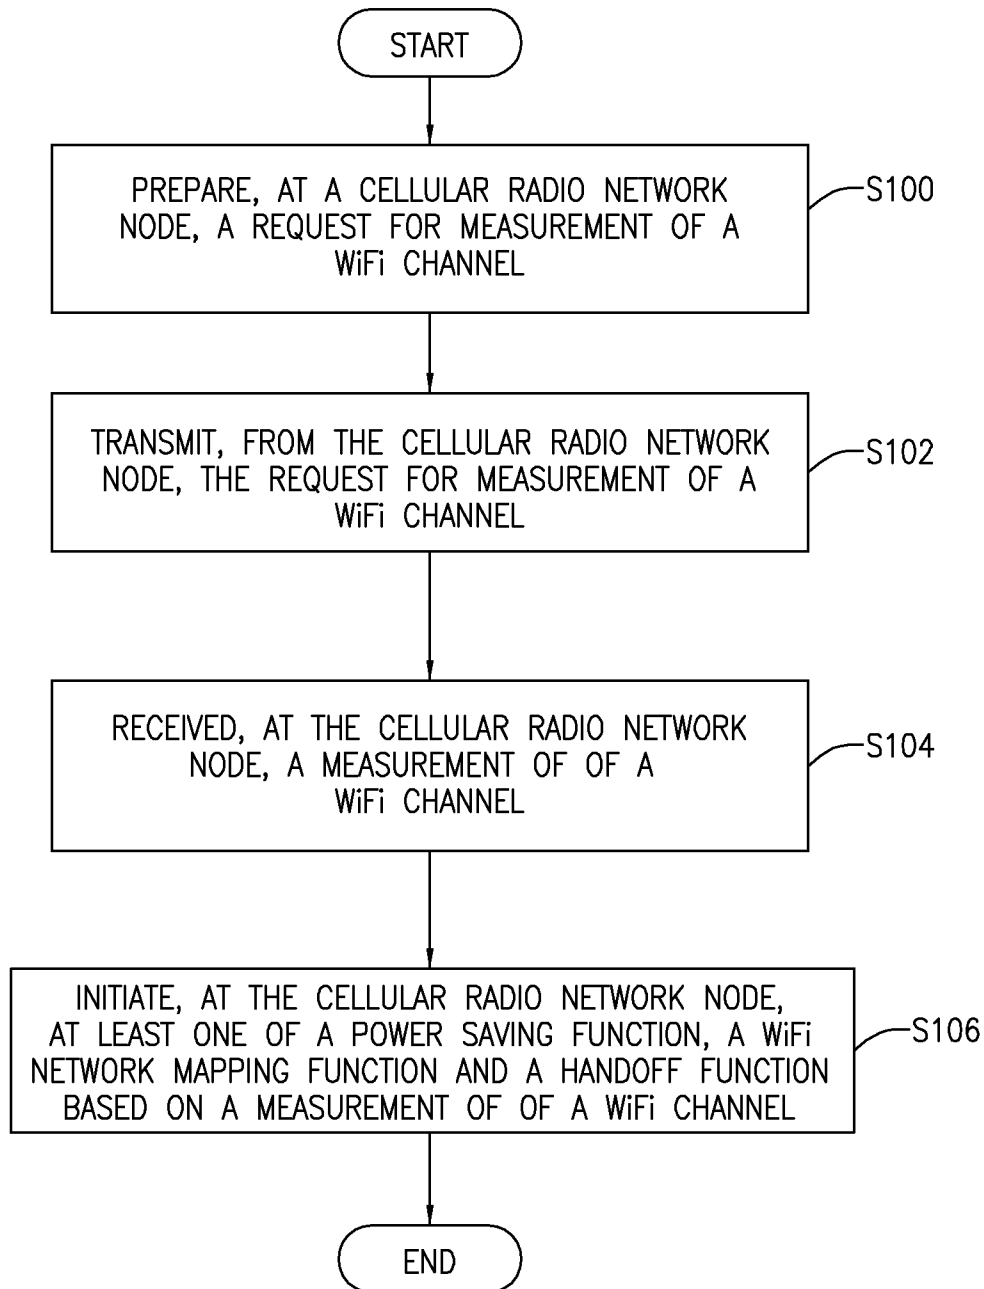 START
PREPARE, AT A CELLULAR RADIO NETWORK
NODE, A REQUEST FOR MEASUREMENT OF A
WiFi CHANNEL
S100
TRANSMIT, FROM THE CELLULAR RADIO NETWORK
NODE, THE REQUEST FOR MEASUREMENT OF A
WiFi CHANNEL
S102
RECEIVED, AT THE CELLULAR RADIO NETWORK
NODE, A MEASUREMENT OF OF A
WiFi CHANNEL
S104
INITIATE, AT THE CELLULAR RADIO NETWORK NODE,
AT LEAST ONE OF A POWER SAVING FUNCTION, A WiFi
NETWORK MAPPING FUNCTION AND A HANDOFF FUNCTION
BASED ON A MEASUREMENT OF OF A WiFi CHANNEL
S106
END